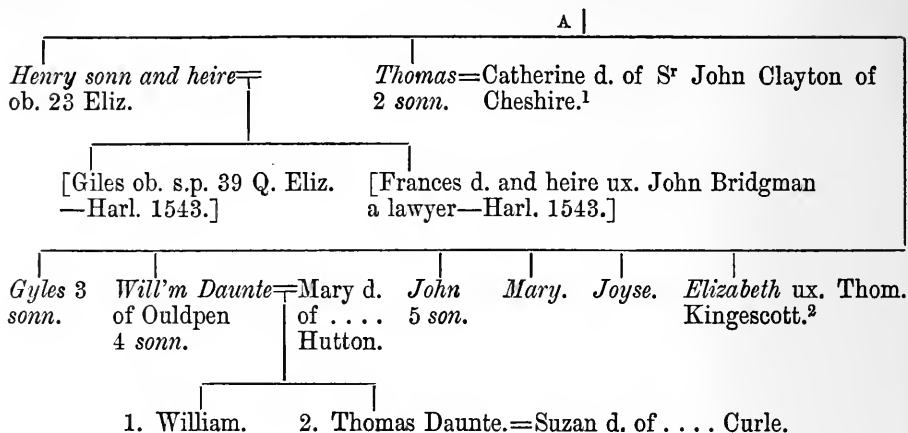 A
Henry sonn and heire= Thomas=Catherine d. of Sʳ John Clayton of
ob. 23 Eliz. 2 sonn. Cheshire.¹
[Giles ob. s.p. 39 Q. Eliz. [Frances d. and heire ux. John Bridgman
—Harl. 1543.] a lawyer—Harl. 1543.]
Gyles 3 Will'm Daunte=Mary d. John Mary. Joyse. Elizabeth ux. Thom.
sonn. of Ouldpen of .... 5 son. Kingescott.²
4 sonn. Hutton.
1. William. 2. Thomas Daunte.=Suzan d. of .... Curle.